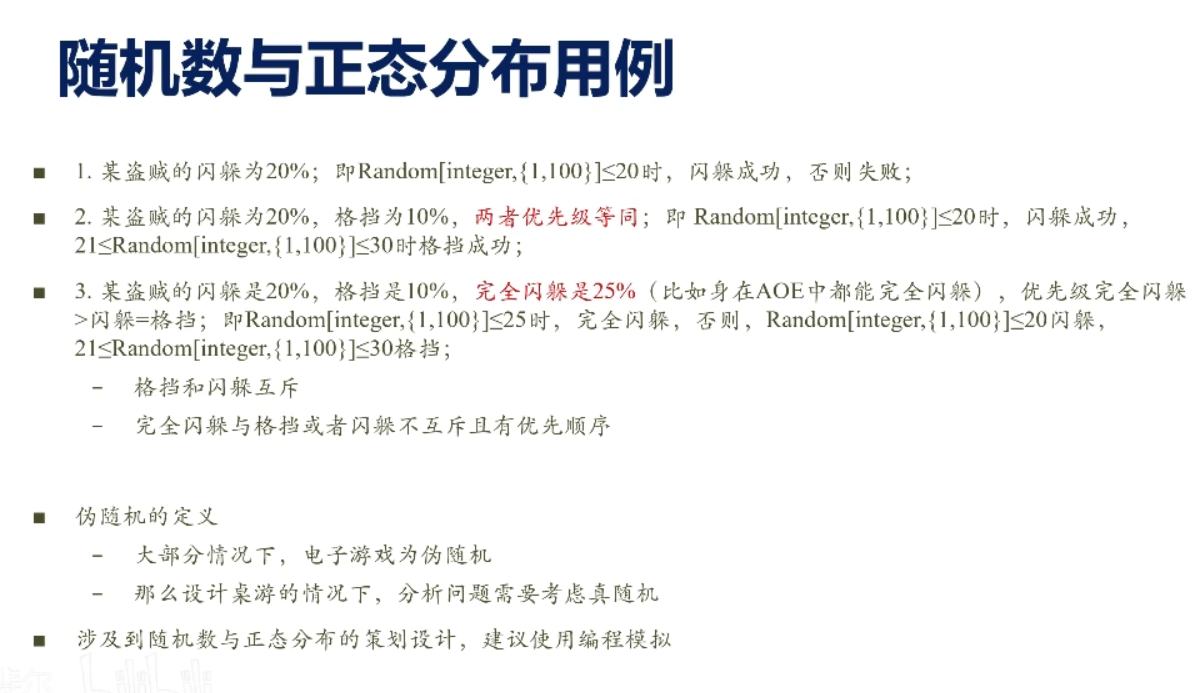 随机数与正态分布用例
■ 1. 某盗贼的闪躲为20%；即Random[integer,{1,100}]≤20时，闪躲成功，否则失败；
■ 2. 某盗贼的闪躲为20%，格挡为10%，两者优先级等同；即 Random[integer,{1,100}]≤20时，闪躲成功，
21≤Random[integer,{1,100}]≤30时格挡成功；
■ 3. 某盗贼的闪躲是20%，格挡是10%，完全闪躲是25%（比如身在AOE中都能完全闪躲），优先级完全闪躲
>闪躲=格挡；即Random[integer,{1,100}]≤25时，完全闪躲，否则，Random[integer,{1,100}]≤20闪躲，
21≤Random[integer,{1,100}]≤30格挡；
– 格挡和闪躲互斥
– 完全闪躲与格挡或者闪躲不互斥且有优先顺序
■ 伪随机的定义
– 大部分情况下，电子游戏为伪随机
– 那么设计桌游的情况下，分析问题需要考虑真随机
■ 涉及到随机数与正态分布的策划设计，建议使用编程模拟